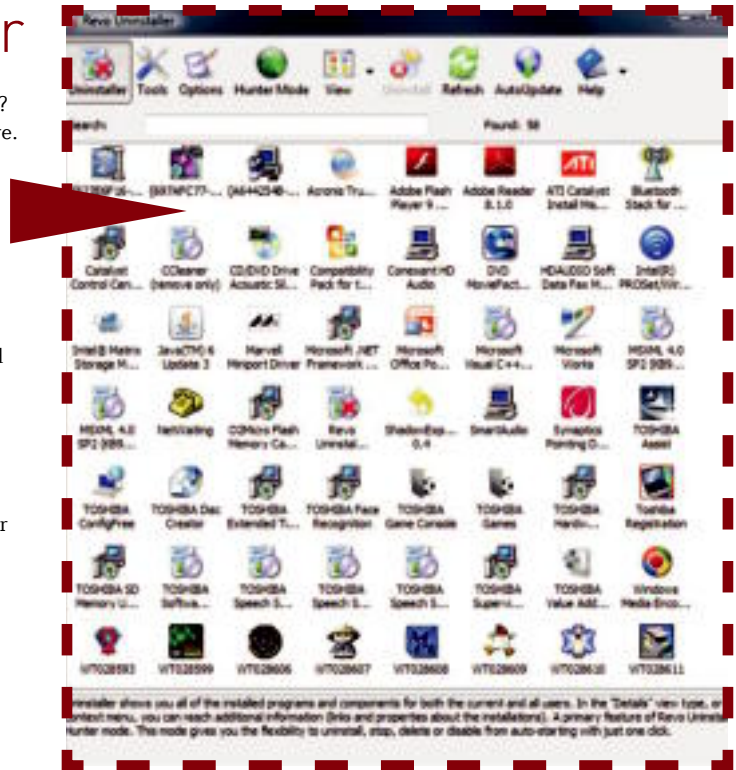 r
?
e.
l
r
Revo Uninstaller
Uninstaller Tools Options Hunter Mode View Uninstall Refresh AutoUpdate Help
Search: Found: 58
Acronis Tru... Adobe Flash Adobe Reader ATI Catalyst Bluetooth
Player 9 ... 8.1.0 Install Ma... Stack for ...
Catalyst CCleaner CD/DVD Drive Compatibility Conexant HD DVD HDAUDIO Soft Intel(R)
Control Cen... (remove only) Acoustic Sil... Pack for t... Audio MovieFact... Data Fax M... PROSet/Wir...
Intel® Matrix Java(TM) 6 Marvel Microsoft .NET Microsoft Microsoft Microsoft MSXML 4.0
Storage M... Update 3 Miniport Driver Framework ... Office Po... Visual C++... Works SP2 (KB9...
MSXML 4.0 NetWaiting O2Micro Flash Revo ShadowExp... SmartAudio Synaptics TOSHIBA
SP2 (KB9... Memory Ca... Uninstal... 0.4 Pointing D... Assist
TOSHIBA TOSHIBA Disc TOSHIBA TOSHIBA Face TOSHIBA TOSHIBA TOSHIBA Toshiba
ConfigFree Creator Extended T... Recognition Game Console Games Hardw... Registration
TOSHIBA SD TOSHIBA TOSHIBA TOSHIBA TOSHIBA TOSHIBA TOSHIBA Windows
Memory U... Softwa... Speech S... Speech S... Speech S... Supervi... Value Add... Media Enco...
WT028593 WT028599 WT028606 WT028607 WT028608 WT028609 WT028610 WT028611
ninstaller shows you all of the installed programs and components for both the current and all users. In the "Details" view type, or
ontext menu, you can reach additional information (links and properties about the installations). A primary feature of Revo Uninsta
Hunter mode. This mode gives you the flexibility to uninstall, stop, delete or disable from auto-starting with just one click.